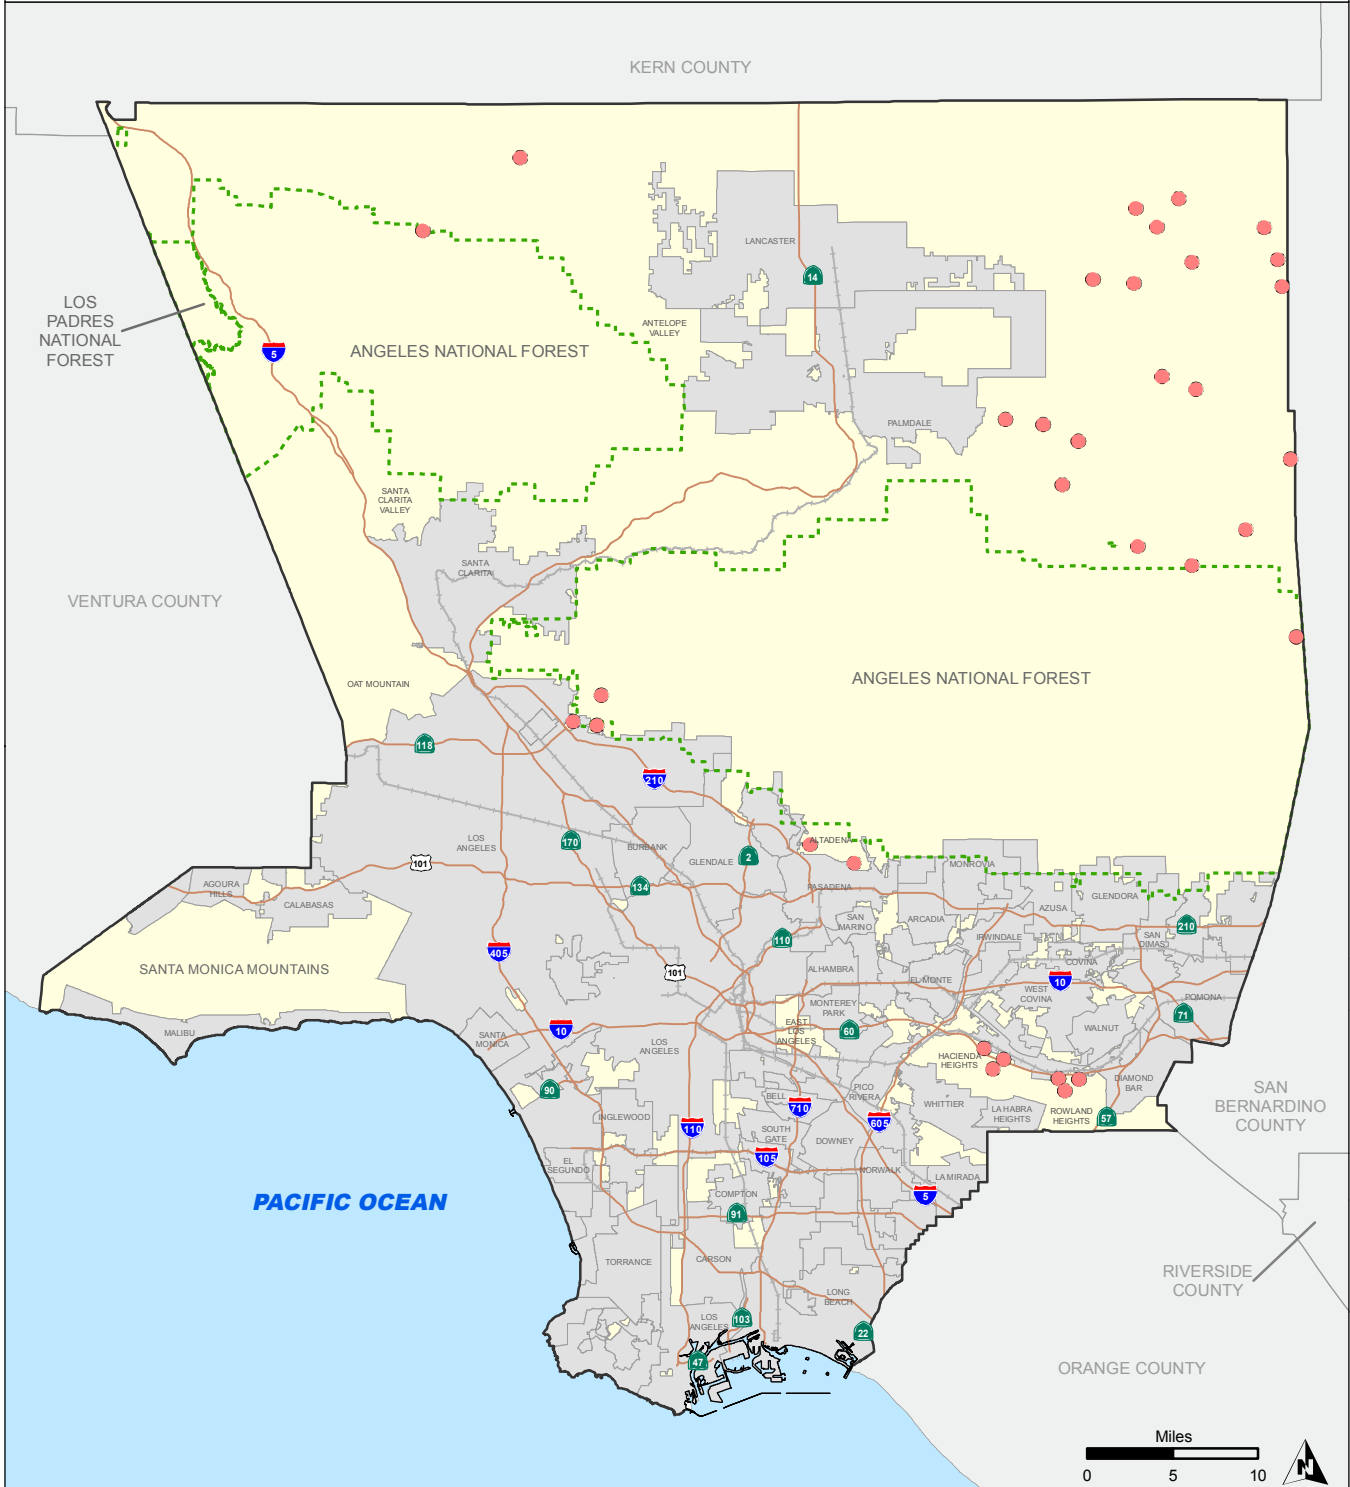 KERN COUNTY
LANCASTER
14
LOS
PADRES
NATIONAL
FOREST
ANTELOPE
VALLEY
5
ANGELES NATIONAL FOREST
PALMDALE
SANTA
CLARITA
VALLEY
SANTA
CLARITA
VENTURA COUNTY
OAT MOUNTAIN
ANGELES NATIONAL FOREST
118
210
LOS
ANGELES
170
BURBANK
ALTADENA
101
GLENDALE
2
MONROVIA
AGOURA
HILLS
134
PASADENA
CALABASAS
GLENDORA
AZUSA
SAN
MARINO
ARCADIA
210
110
IRWINDALE
SAN
DIMAS
405
COVINA
SANTA MONICA MOUNTAINS
101
ALHAMBRA
EL MONTE
10
WEST
COVINA
POMONA
MONTEREY
PARK
71
MALIBU
SANTA
MONICA
10
EAST
LOS
ANGELES
60
WALNUT
LOS
ANGELES
HACIENDA
HEIGHTS
DIAMOND
BAR
90
BELL
710
PICO
RIVERA
WHITTIER
LA HABRA
HEIGHTS
ROWLAND
HEIGHTS
57
SAN
BERNARDINO
COUNTY
INGLEWOOD
110
605
SOUTH
GATE
DOWNEY
105
EL
SEGUNDO
NORWALK
LA MIRADA
5
PACIFIC OCEAN
COMPTON
91
TORRANCE
CARSON
RIVERSIDE
COUNTY
LONG
BEACH
LOS
ANGELES
103
22
47
ORANGE COUNTY
Miles
0 5 10
N